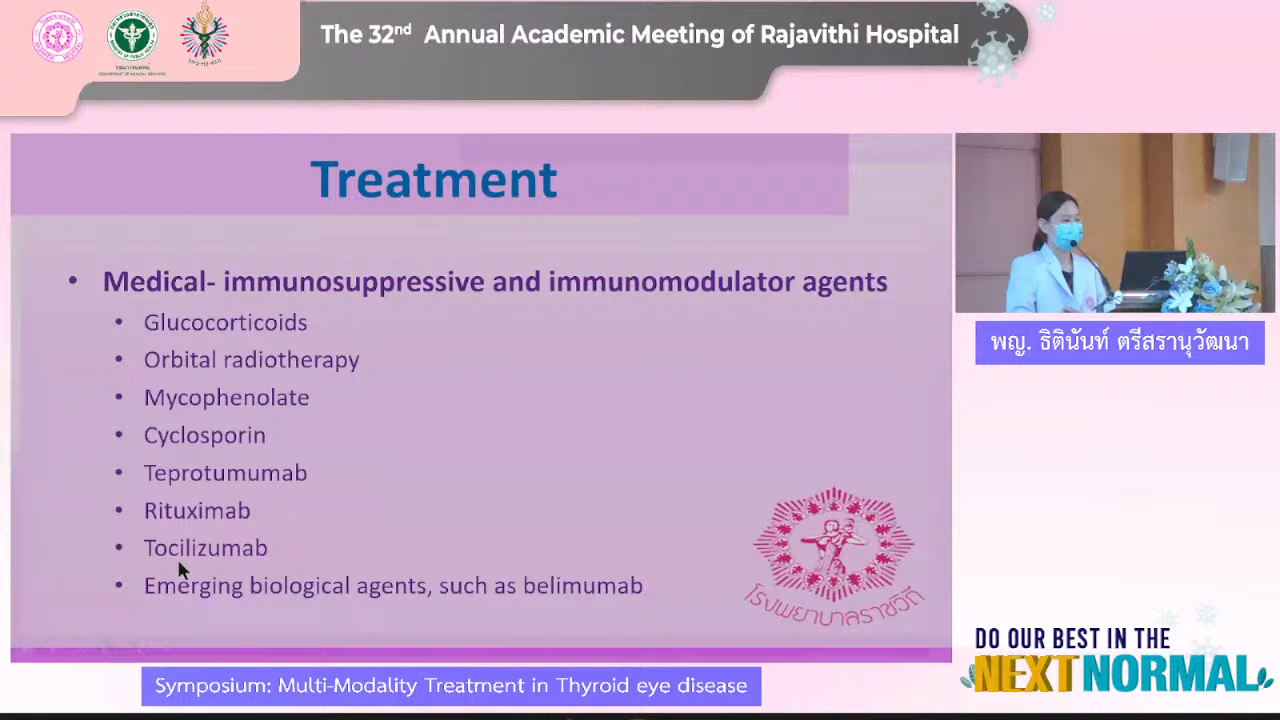 The 32nd Annual Academic Meeting of Rajavithi Hospital
Treatment
• Medical- immunosuppressive and immunomodulator agents
• Glucocorticoids
• Orbital radiotherapy
• Mycophenolate
• Cyclosporin
• Teprotumumab
• Rituximab
• Tocilizumab
• Emerging biological agents, such as belimumab
โรงพยาบาลราชวิถี
พญ. ธิตินันท์ ตรีสรานุวัฒนา
DO OUR BEST IN THE
NEXT NORMAL
Symposium: Multi-Modality Treatment in Thyroid eye disease